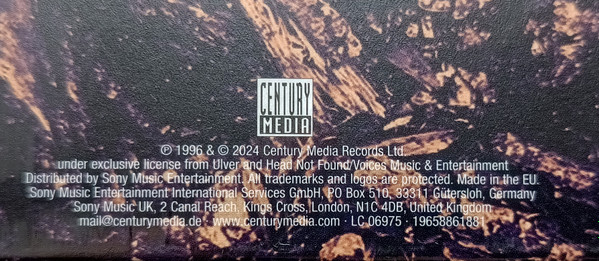 CENTURY
MEDIA
℗ 1996 & © 2024 Century Media Records Ltd.
under exclusive license from Ulver and Head Not Found/Voices Music & Entertainment
Distributed by Sony Music Entertainment. All trademarks and logos are protected. Made in the EU.
Sony Music Entertainment International Services GmbH, PO Box 510, 33311 Gütersloh, Germany
Sony Music UK, 2 Canal Reach, Kings Cross, London, N1C 4DB, United Kingdom
mail@centurymedia.de · www.centurymedia.com · LC 06975 · 19658861881